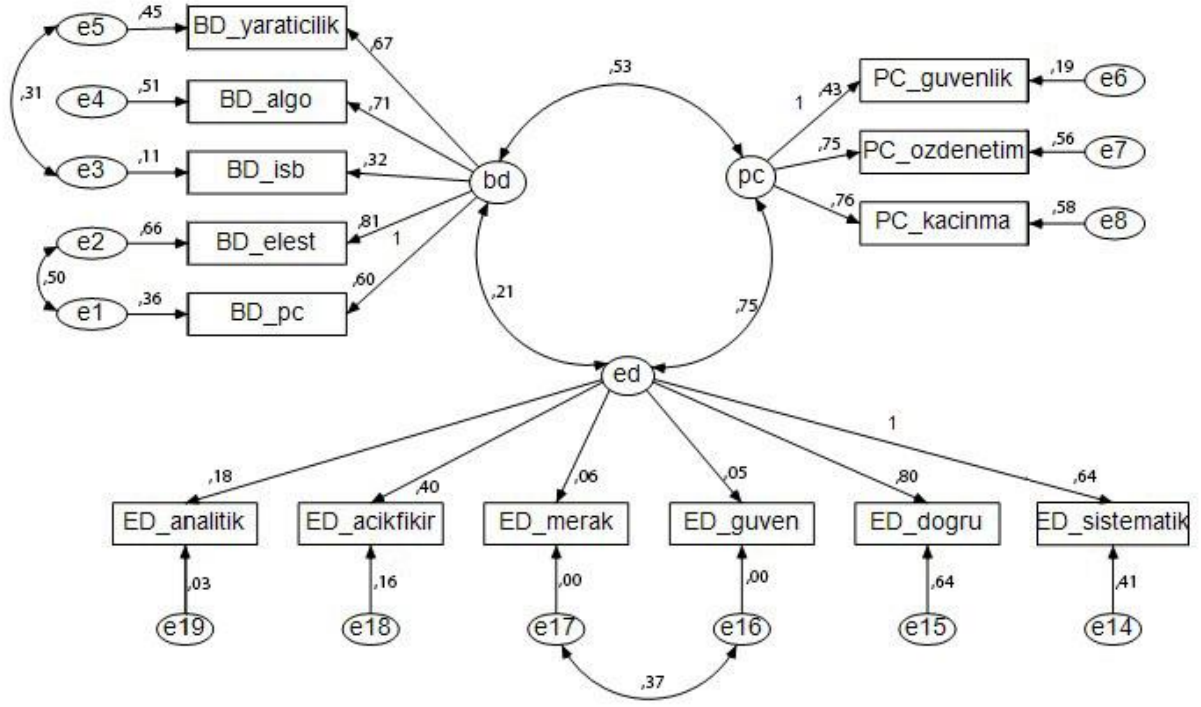 e5 ,45 BD_yaraticilik ,67
,31
e4 ,51 BD_algo ,71
e3 ,11 BD_isb ,32
bd
e2 ,66 BD_elest ,81
1
,50
e1 ,36 BD_pc ,60
,53
1 ,43 PC_guvenlik ,19 e6
pc
,75 PC_ozdenetim ,56 e7
,76 PC_kacinma ,58 e8
,21
,75
ed
1
,18 ,40 ,06 ,05 ,80 ,64
ED_analitik ED_acikfikir ED_merak ED_guven ED_dogru ED_sistematik
,03 ,16 ,00 ,00 ,64 ,41
e19 e18 e17 e16 e15 e14
,37